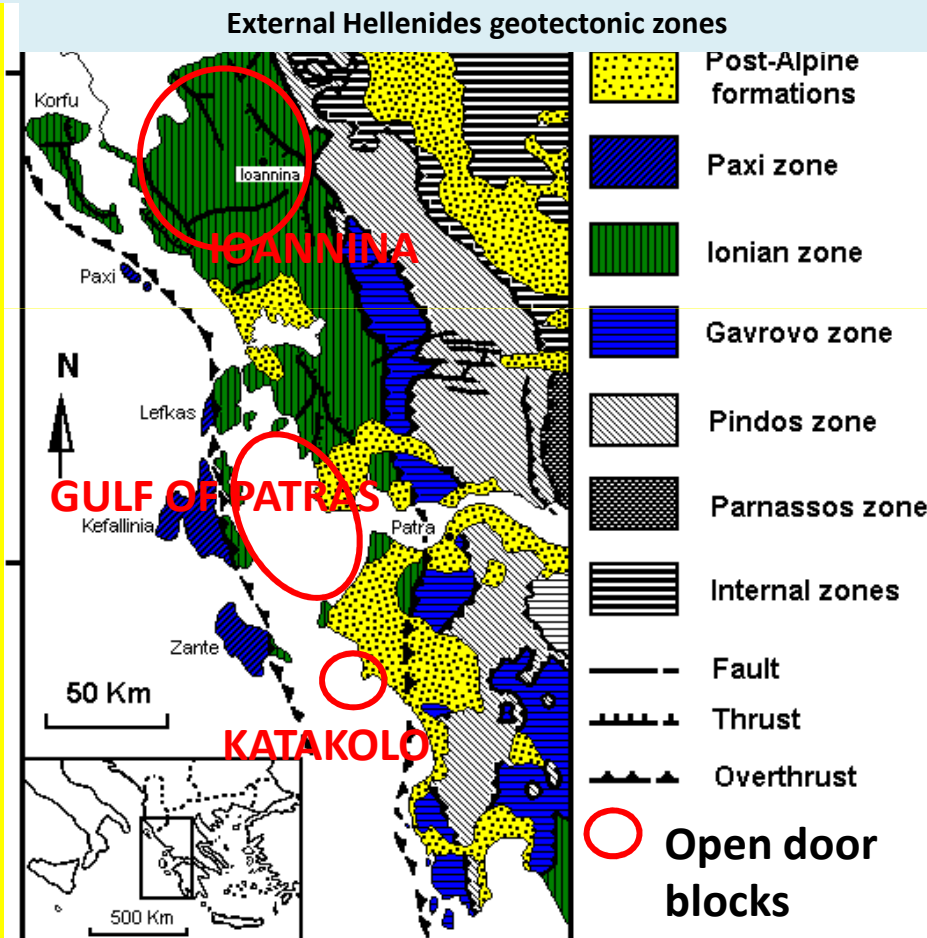 External Hellenides geotectonic zones
Korfu
Ioannina
IOANNINA
Paxi
N
Lefkas
GULF OF PATRAS
Kefallinia
Patra
Zante
50 Km
KATAKOLO
500 Km
Post-Alpine
formations
Paxi zone
Ionian zone
Gavrovo zone
Pindos zone
Parnassos zone
Internal zones
Fault
Thrust
Overthrust
Open door
blocks